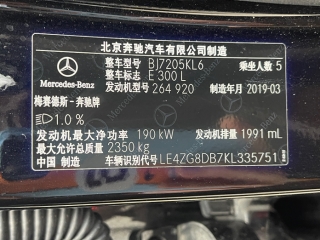 北京奔驰汽车有限公司制造
整车型号 BJ7205KL6 乘坐人数 5
整车标志 E 300 L
发动机型号 264 920 制造年月 2019-03
Mercedes-Benz
梅赛德斯－奔驰牌
1.0 %
发动机最大净功率 190 kW 发动机排量 1991 mL
最大允许总质量 2350 kg
中国 制造 车辆识别代号 LE4ZG8DB7KL335751